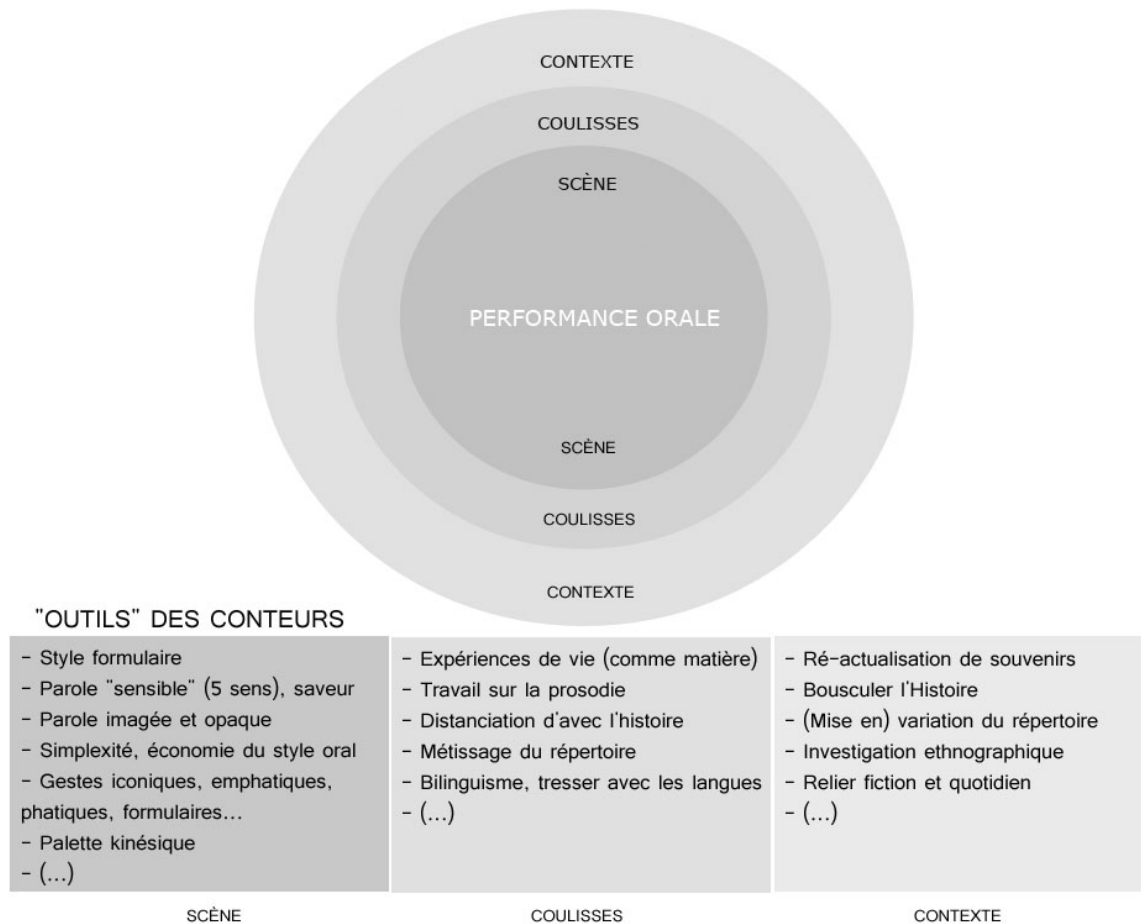 CONTEXTE
COULISSES
SCÈNE
PERFORMANCE ORALE
SCÈNE
COULISSES
CONTEXTE
"OUTILS" DES CONTEURS
- Style formulaire
- Parole "sensible" (5 sens), saveur
- Parole imagée et opaque
- Simplexité, économie du style oral
- Gestes iconiques, emphatiques,
phatiques, formulaires...
- Palette kinésique
- (...)
SCÈNE
- Expériences de vie (comme matière)
- Travail sur la prosodie
- Distanciation d'avec l'histoire
- Métissage du répertoire
- Bilinguisme, tresser avec les langues
- (...)
COULISSES
- Ré-actualisation de souvenirs
- Bousculer l'Histoire
- (Mise en) variation du répertoire
- Investigation ethnographique
- Relier fiction et quotidien
- (...)
CONTEXTE